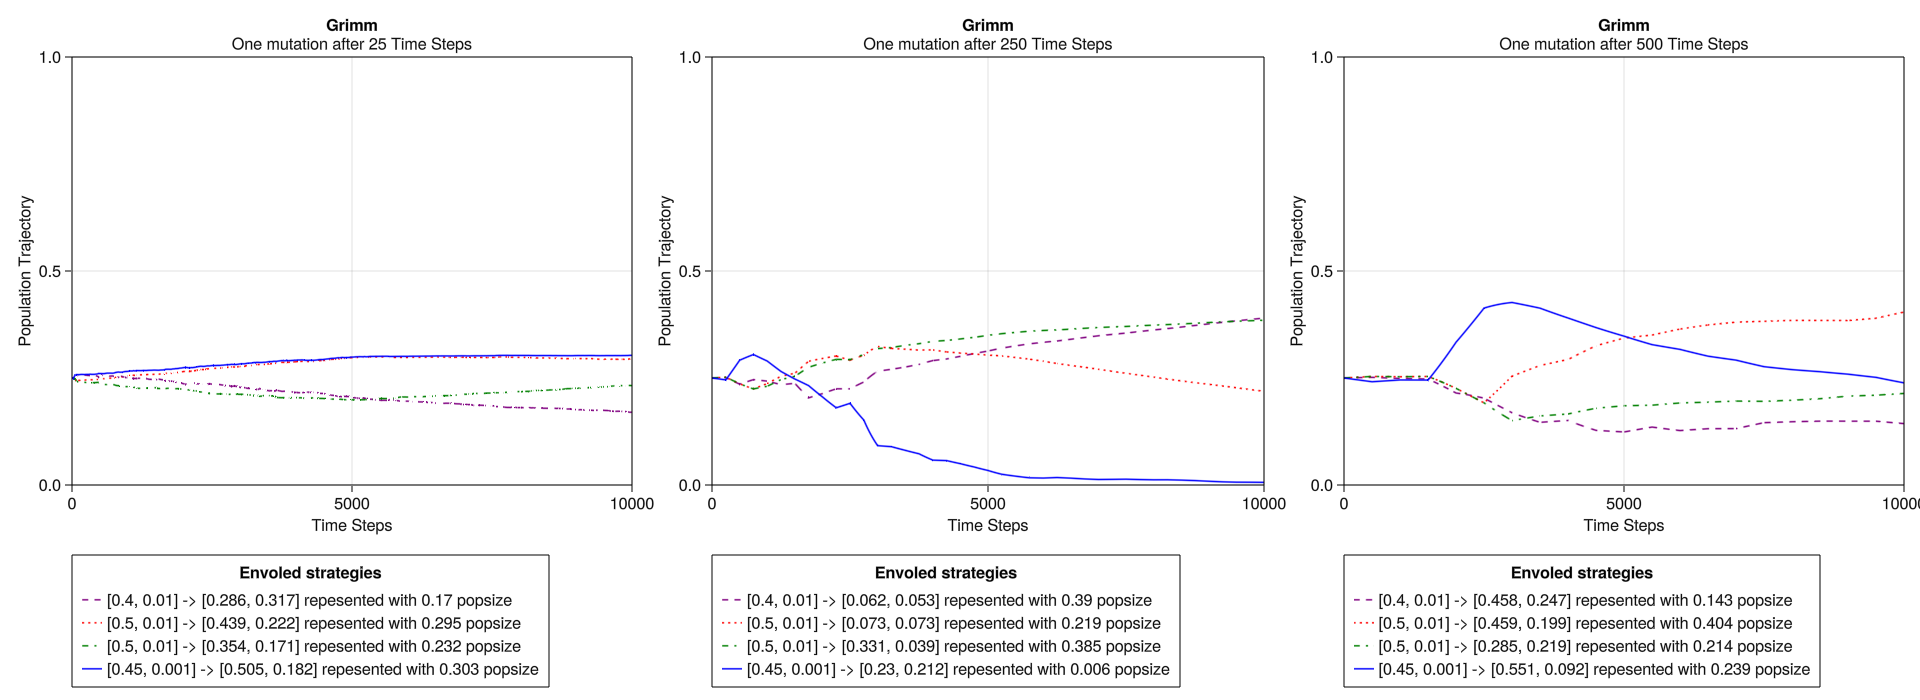 Grimm
One mutation after 25 Time Steps
1.0
0.5
0.0
Population Trajectory
0
5000
10000
Time Steps
Envoled strategies
[0.4, 0.01] -> [0.286, 0.317] repesented with 0.17 popsize
[0.5, 0.01] -> [0.439, 0.222] repesented with 0.295 popsize
[0.5, 0.01] -> [0.354, 0.171] repesented with 0.232 popsize
[0.45, 0.001] -> [0.505, 0.182] repesented with 0.303 popsize
Grimm
One mutation after 250 Time Steps
1.0
0.5
0.0
Population Trajectory
0
5000
10000
Time Steps
Envoled strategies
[0.4, 0.01] -> [0.062, 0.053] repesented with 0.39 popsize
[0.5, 0.01] -> [0.073, 0.073] repesented with 0.219 popsize
[0.5, 0.01] -> [0.331, 0.039] repesented with 0.385 popsize
[0.45, 0.001] -> [0.23, 0.212] repesented with 0.006 popsize
Grimm
One mutation after 500 Time Steps
1.0
0.5
0.0
Population Trajectory
0
5000
10000
Time Steps
Envoled strategies
[0.4, 0.01] -> [0.458, 0.247] repesented with 0.143 popsize
[0.5, 0.01] -> [0.459, 0.199] repesented with 0.404 popsize
[0.5, 0.01] -> [0.285, 0.219] repesented with 0.214 popsize
[0.45, 0.001] -> [0.551, 0.092] repesented with 0.239 popsize